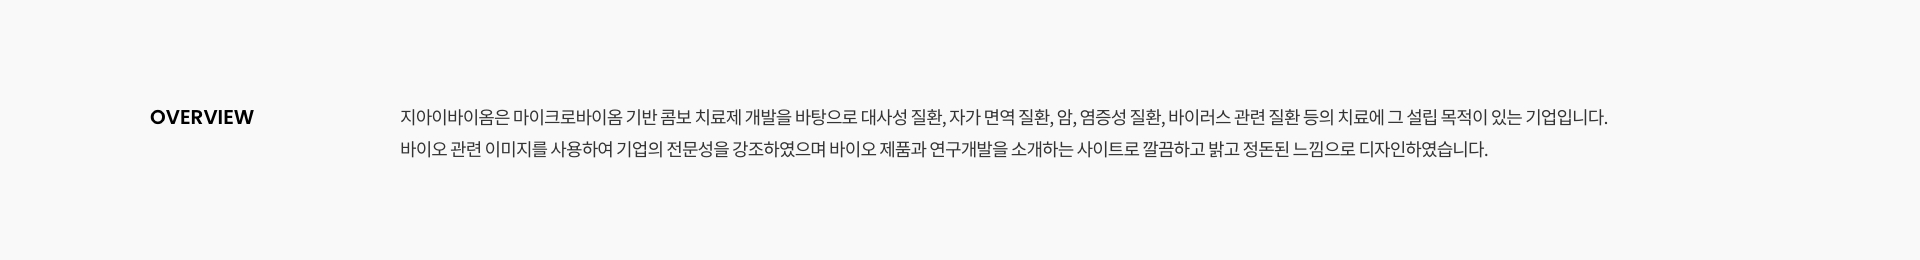 OVERVIEW
지아이바이옴은 마이크로바이옴 기반 콤보 치료제 개발을 바탕으로 대사성 질환, 자가 면역 질환, 암, 염증성 질환, 바이러스 관련 질환 등의 치료에 그 설립 목적이 있는 기업입니다.
바이오 관련 이미지를 사용하여 기업의 전문성을 강조하였으며 바이오 제품과 연구개발을 소개하는 사이트로 깔끔하고 밝고 정돈된 느낌으로 디자인하였습니다.